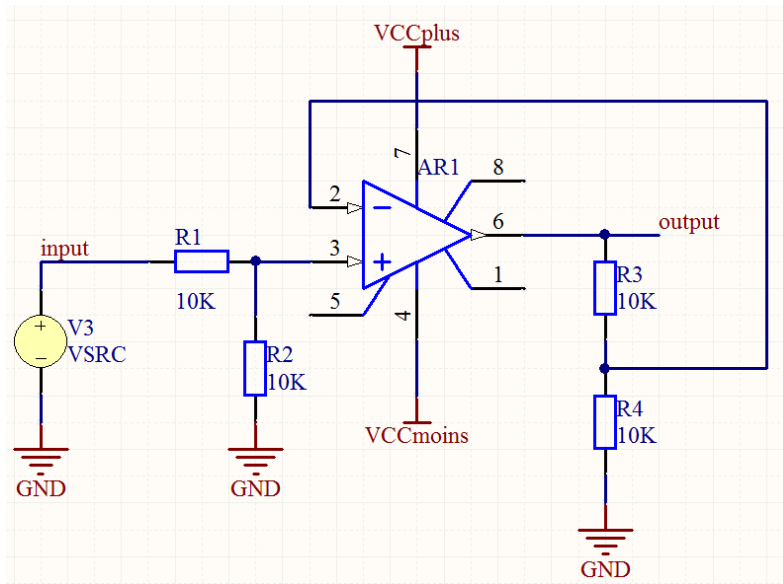 VCCplus
7
AR1
8
2
6
output
input
R1
3
R3
10K
10K
1
5
4
V3
VSRC
R2
10K
R4
10K
VCCmoins
GND
GND
GND